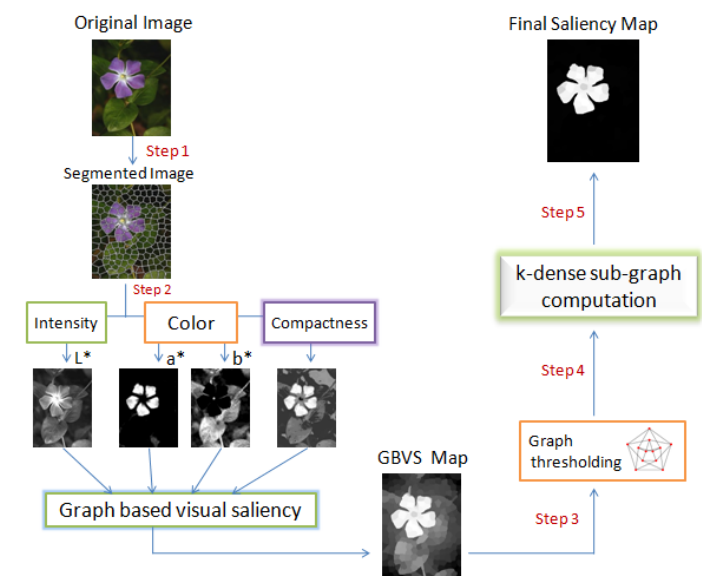 Original Image
Step 1
Segmented Image
Step 2
Intensity
Color
Compactness
L*
a*
b*
Graph based visual saliency
GBVS Map
Step 3
Graph
thresholding
Step 4
k-dense sub-graph
computation
Step 5
Final Saliency Map